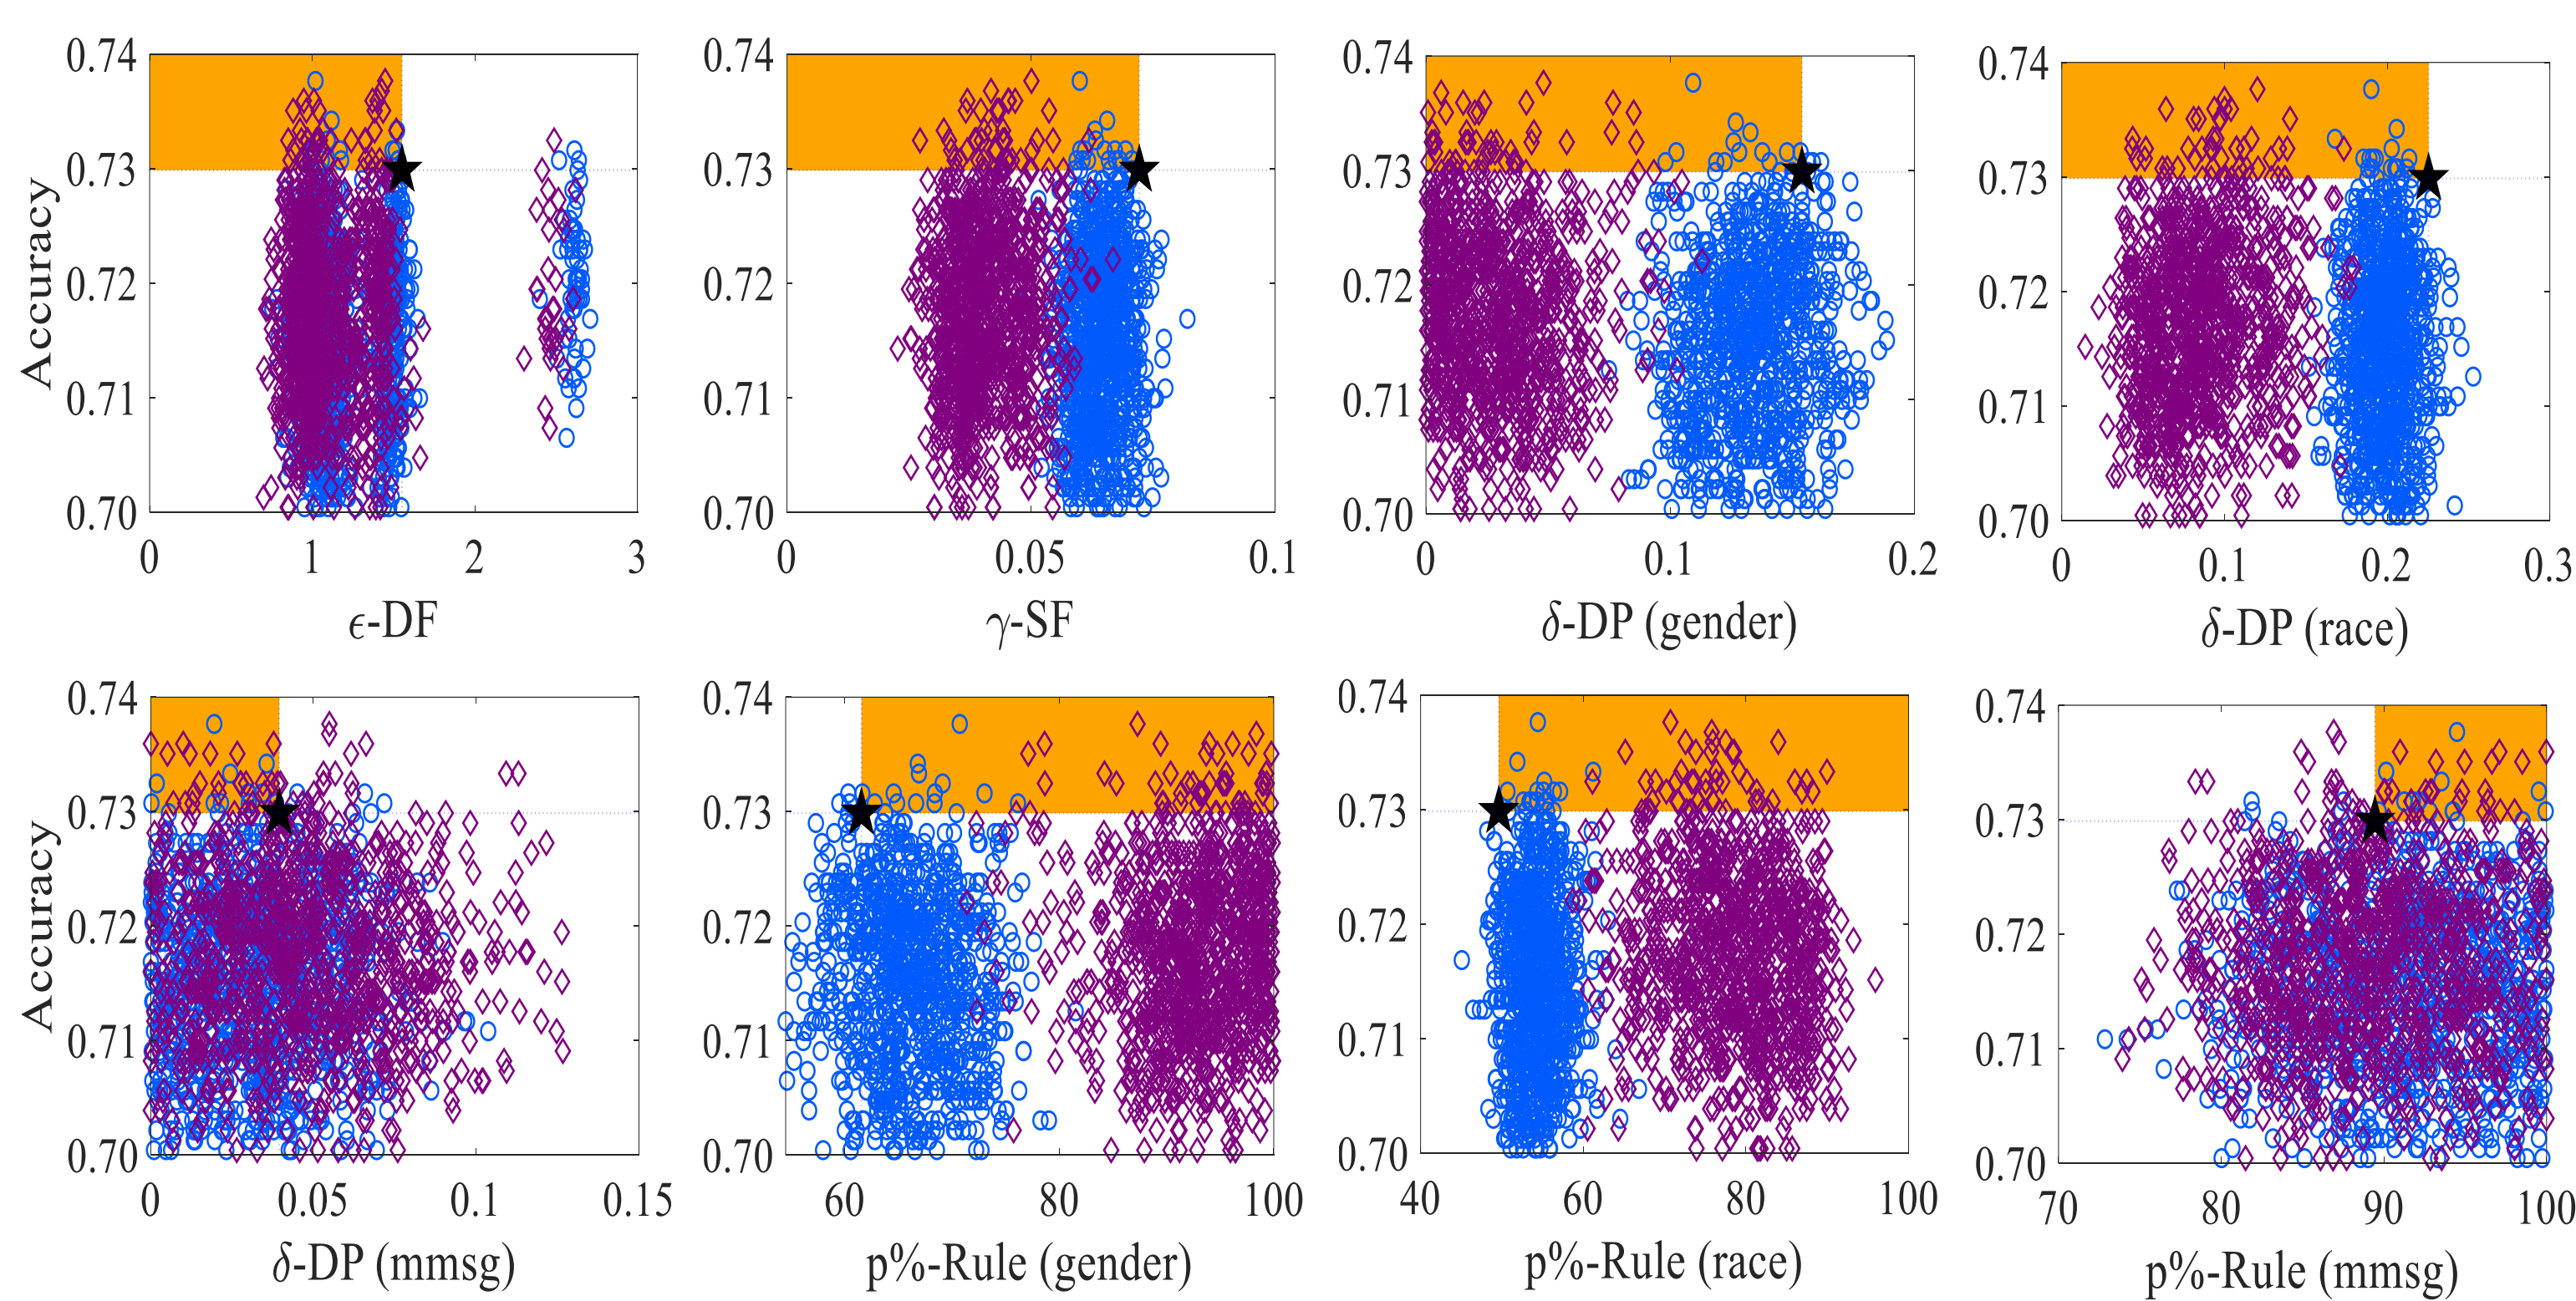 0.74 0.74 0.74 0.74
0.73 0.73 0.73 0.73
Accuracy
0.72 0.72 0.72 0.72
0.71 0.71 0.71 0.71
0.70 0.70 0.70 0.70
0 1 2 3 0 0.05 0.1 0 0.1 0.2 0 0.1 0.2 0.3
ϵ-DF γ-SF δ-DP (gender) δ-DP (race)
0.74 0.74 0.74 0.74
0.73 0.73 0.73 0.73
Accuracy
0.72 0.72 0.72 0.72
0.71 0.71 0.71 0.71
0.70 0.70 0.70 0.70
0 0.05 0.1 0.15 60 80 100 40 60 80 100 70 80 90 100
δ-DP (mmsg) p%-Rule (gender) p%-Rule (race) p%-Rule (mmsg)